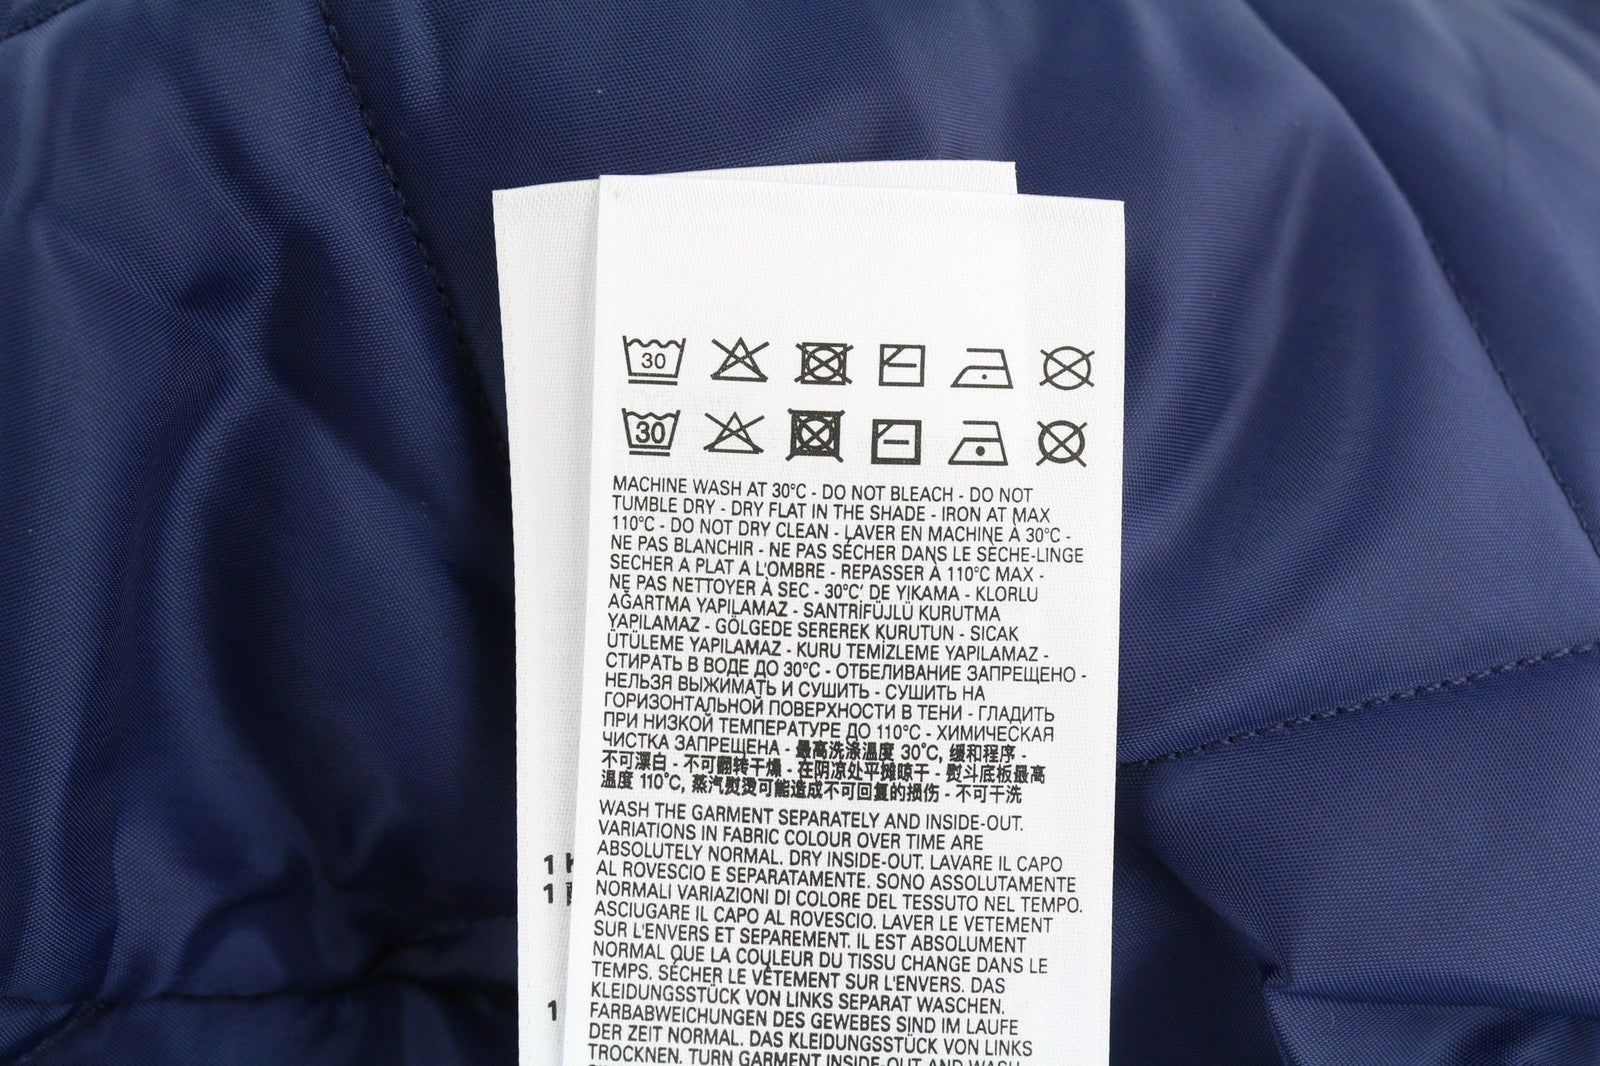 30
30
MACHINE WASH AT 30°C - DO NOT BLEACH - DO NOT
TUMBLE DRY - DRY FLAT IN THE SHADE - IRON AT MAX
110°C - DO NOT DRY CLEAN - LAVER EN MACHINE À 30°C -
NE PAS BLANCHIR - NE PAS SÉCHER DANS LE SECHE-LINGE
SECHER A PLAT A L'OMBRE - REPASSER À 110°C MAX -
NE PAS NETTOYER À SEC - 30°C' DE YIKAMA - KLORLU
AĞARTMA YAPILAMAZ - SANTRİFÜJLÜ KURUTMA
YAPILAMAZ - GÖLGEDE SEREREK KURUTUN - SICAK
ÜTÜLEME YAPILAMAZ - KURU TEMİZLEME YAPILAMAZ -
СТИРАТЬ В ВОДЕ ДО 30°C - ОТБЕЛИВАНИЕ ЗАПРЕЩЕНО -
НЕЛЬЗЯ ВЫЖИМАТЬ И СУШИТЬ - СУШИТЬ НА
ГОРИЗОНТАЛЬНОЙ ПОВЕРХНОСТИ В ТЕНИ - ГЛАДИТЬ
ПРИ НИЗКОЙ ТЕМПЕРАТУРЕ ДО 110°C - ХИМИЧЕСКАЯ
ЧИСТКА ЗАПРЕЩЕНА - 最高洗涤温度 30°C, 缓和程序 -
不可漂白 - 不可翻转干燥 - 在阴凉处平摊晾干 - 熨斗底板最高
温度 110°C, 蒸汽熨烫可能造成不可回复的损伤 - 不可干洗
WASH THE GARMENT SEPARATELY AND INSIDE-OUT.
VARIATIONS IN FABRIC COLOUR OVER TIME ARE
ABSOLUTELY NORMAL. DRY INSIDE-OUT. LAVARE IL CAPO
AL ROVESCIO E SEPARATAMENTE. SONO ASSOLUTAMENTE
NORMALI VARIAZIONI DI COLORE DEL TESSUTO NEL TEMPO.
ASCIUGARE IL CAPO AL ROVESCIO. LAVER LE VETEMENT
SUR L'ENVERS ET SEPAREMENT. IL EST ABSOLUMENT
NORMAL QUE LA COULEUR DU TISSU CHANGE DANS LE
TEMPS. SÉCHER LE VÊTEMENT SUR L'ENVERS. DAS
KLEIDUNGSSTÜCK VON LINKS SEPARAT WASCHEN.
FARBABWEICHUNGEN DES GEWEBES SIND IM LAUFE
DER ZEIT NORMAL. DAS KLEIDUNGSSTÜCK VON LINKS
TROCKNEN. TURN GARMENT INSIDE-OUT AND WASH
1
1
1